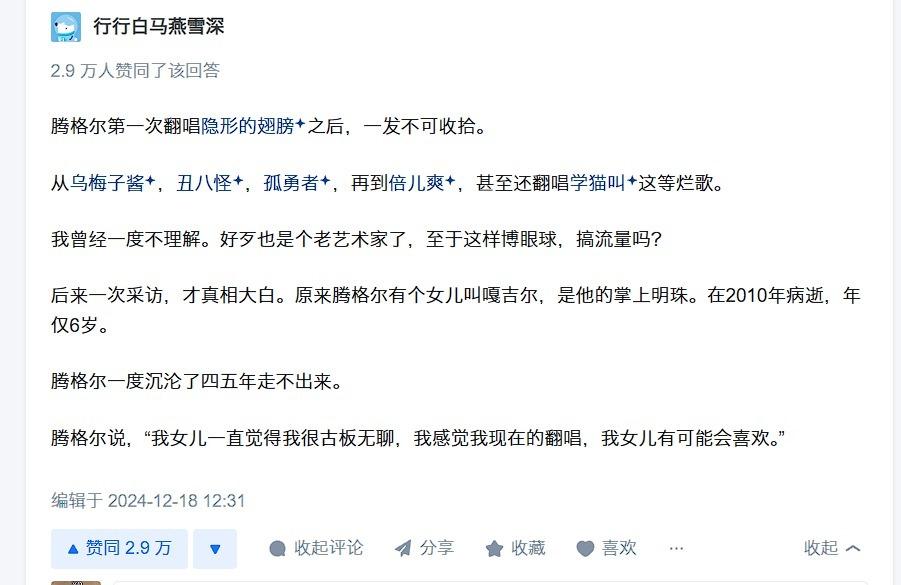 行行白马燕雪深
2.9 万人赞同了该回答
腾格尔第一次翻唱隐形的翅膀之后，一发不可收拾。
从乌梅子酱，丑八怪，孤勇者，再到倍儿爽，甚至还翻唱学猫叫这等烂歌。
我曾经一度不理解。好歹也是个老艺术家了，至于这样博眼球，搞流量吗?
后来一次采访，才真相大白。原来腾格尔有个女儿叫嘎吉尔，是他的掌上明珠。在2010年病逝，年
仅6岁。
腾格尔一度沉沦了四五年走不出来。
腾格尔说，“我女儿一直觉得我很古板无聊，我感觉我现在的翻唱，我女儿有可能会喜欢。”
编辑于 2024-12-18 12:31
赞同 2.9 万 收起评论 分享 收藏 喜欢 ··· 收起